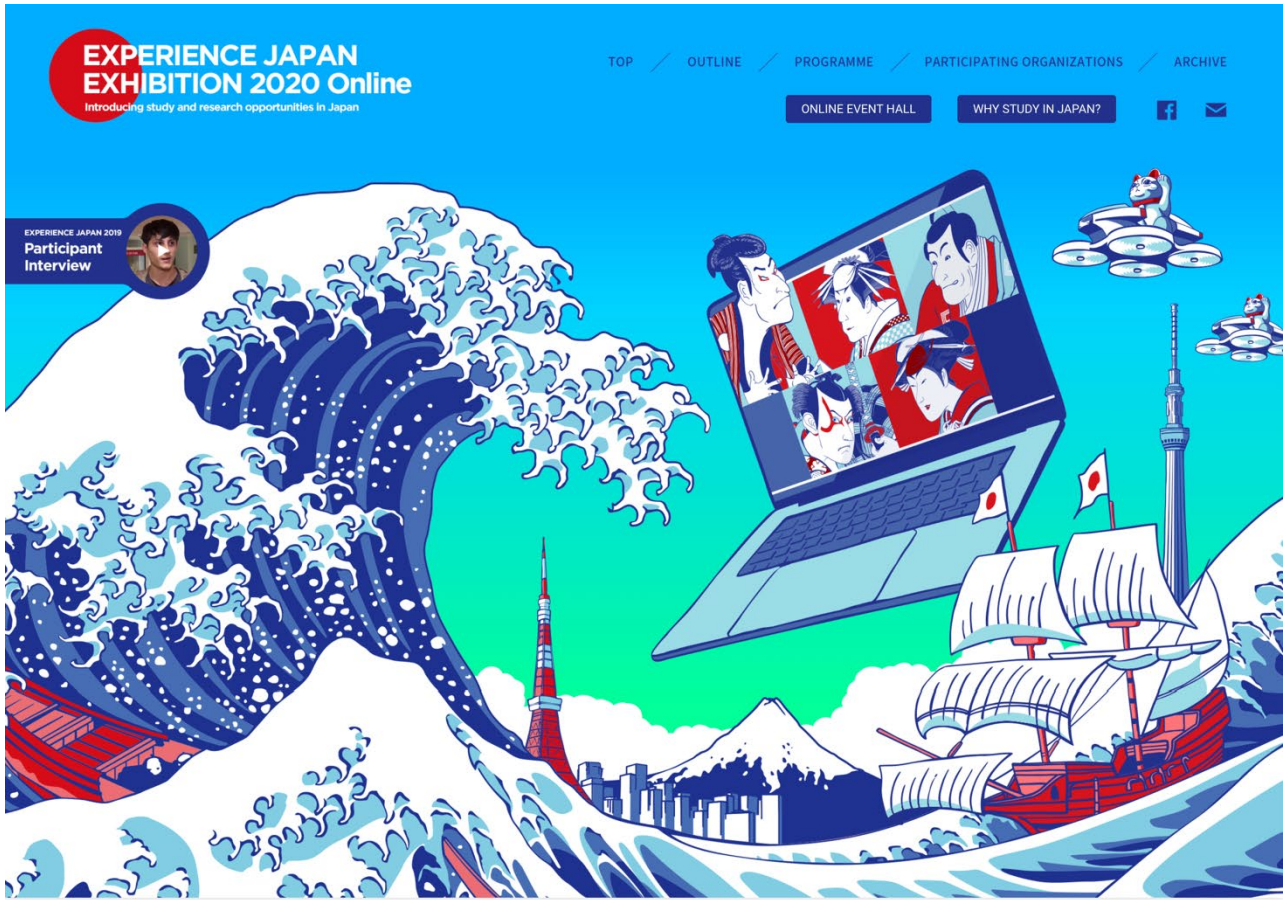 EXPERIENCE JAPAN
EXHIBITION 2020 Online
Introducing study and research opportunities in Japan
TOP
OUTLINE
PROGRAMME
PARTICIPATING ORGANIZATIONS
ARCHIVE
ONLINE EVENT HALL
WHY STUDY IN JAPAN?
EXPERIENCE JAPAN 2019
Participant
Interview